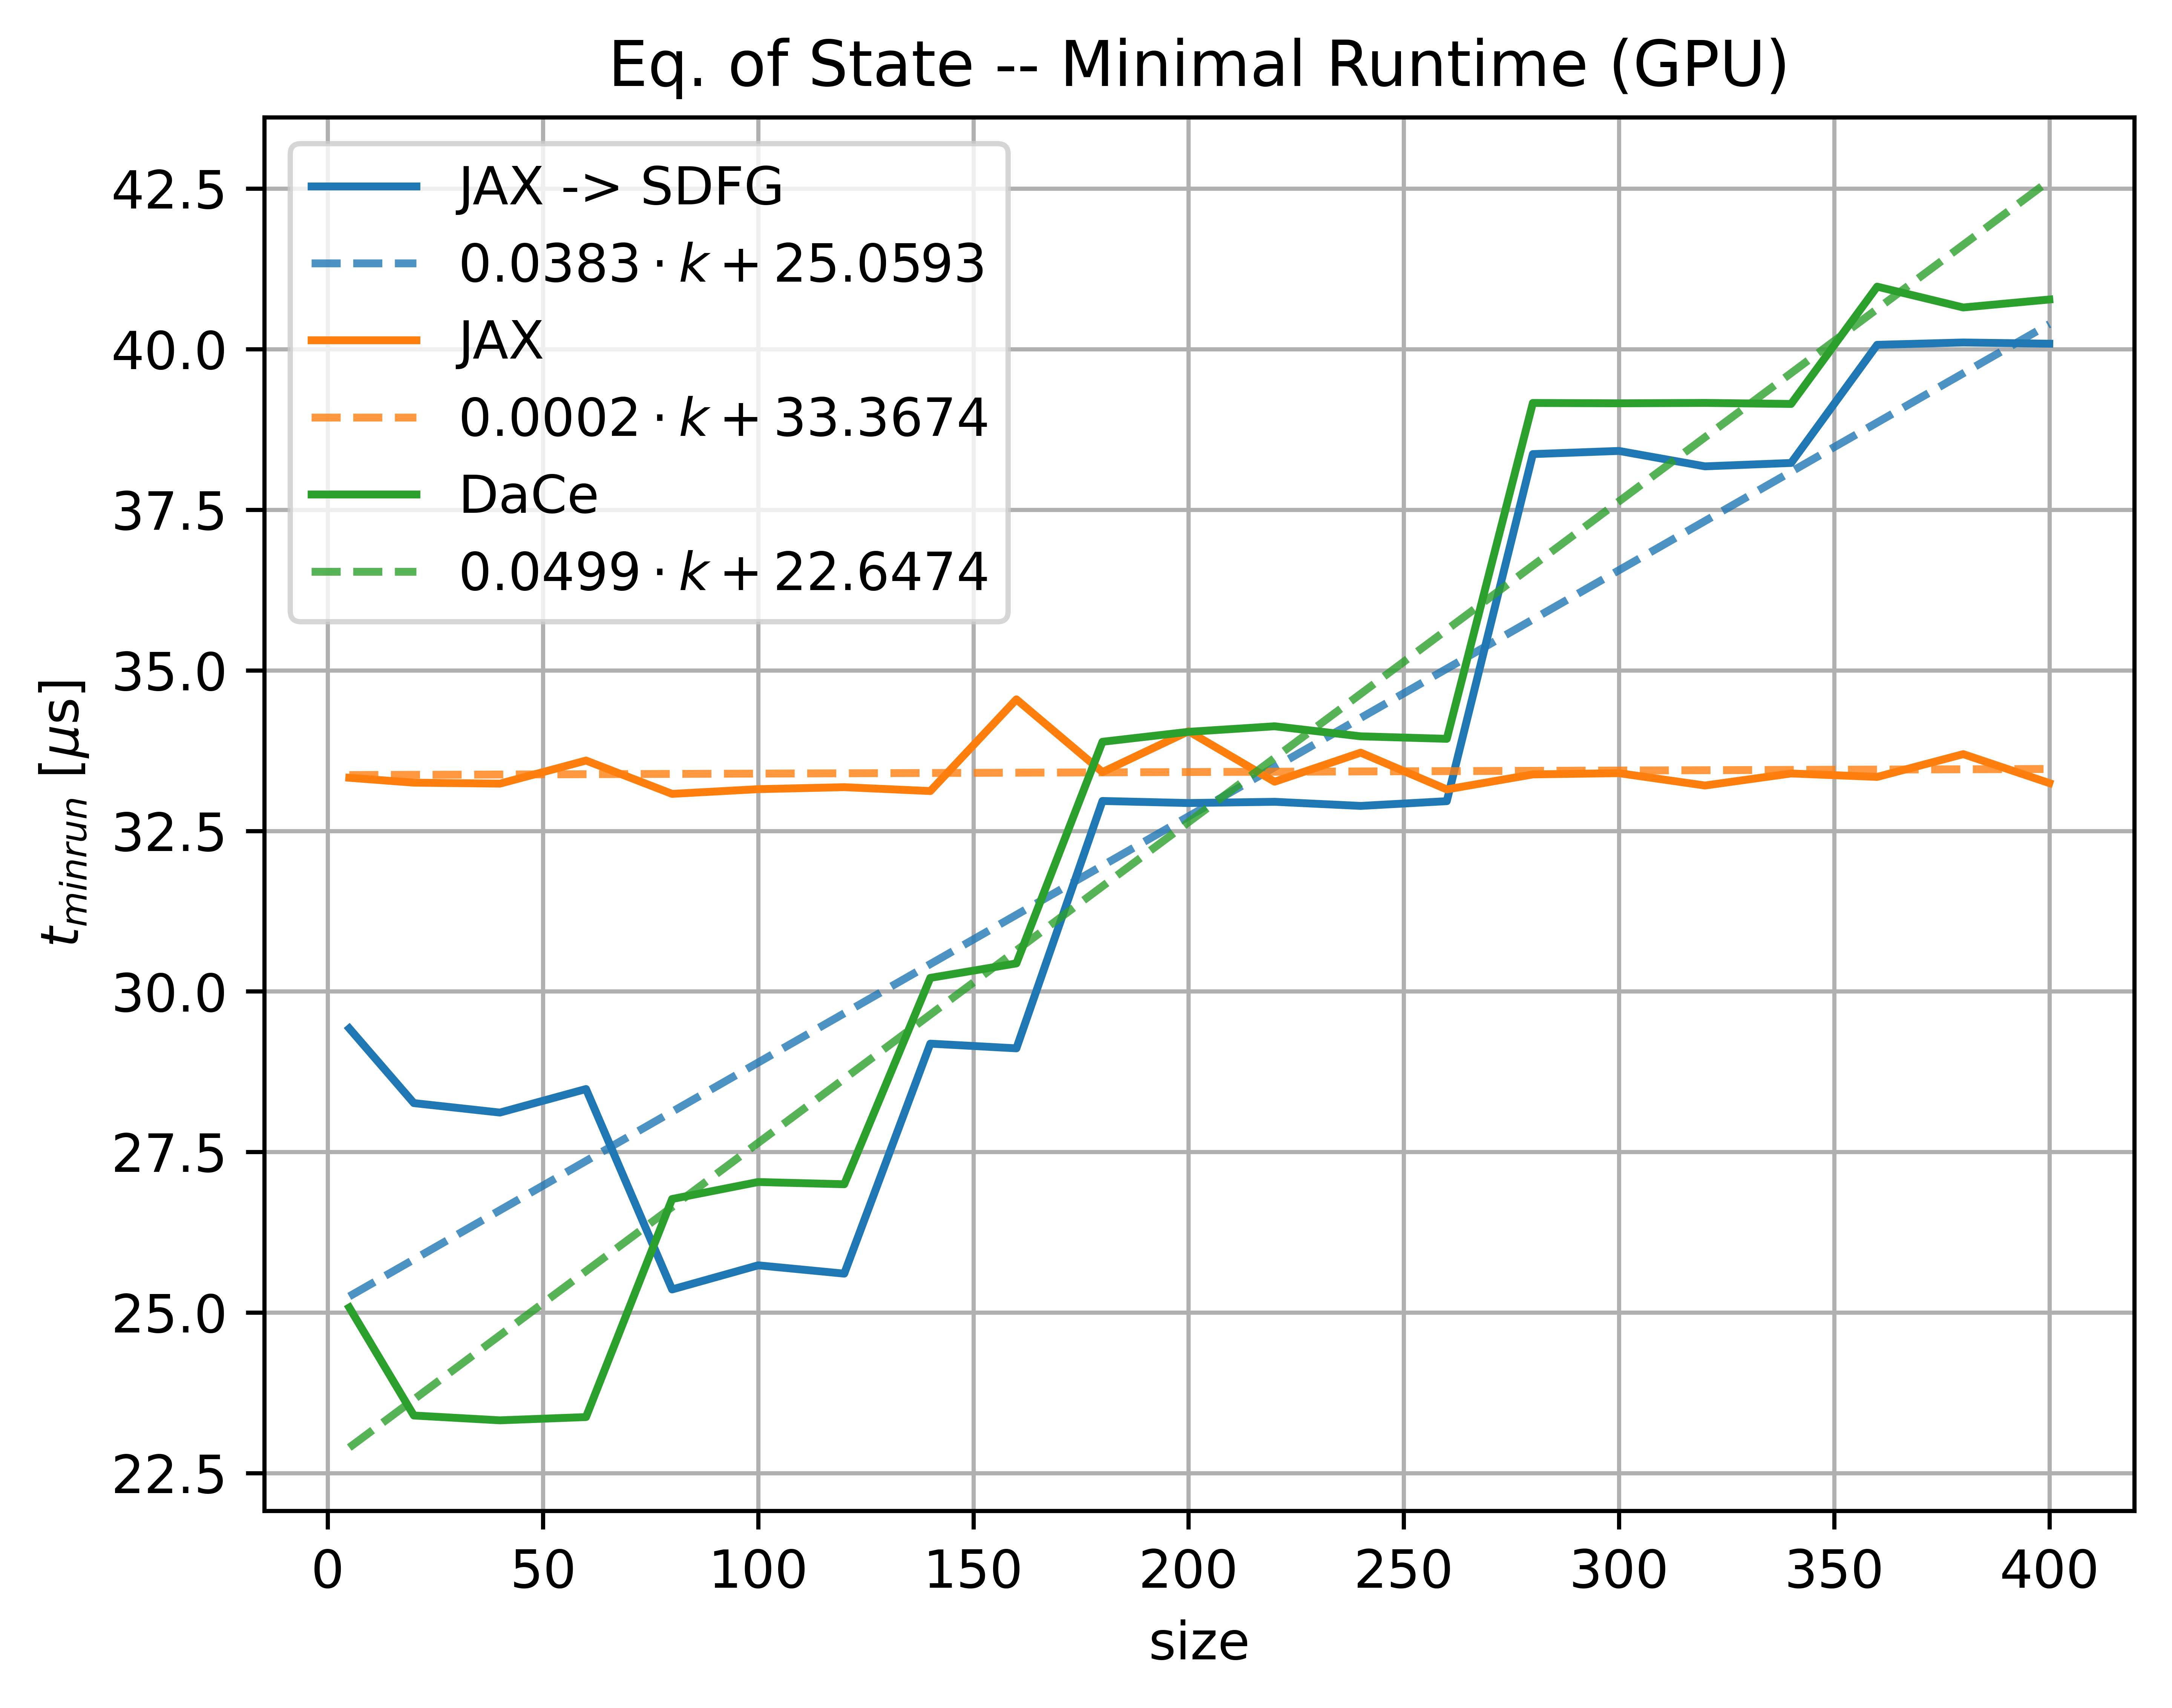 Eq. of State -- Minimal Runtime (GPU)
JAX -> SDFG
0.0383 · k + 25.0593
JAX
0.0002 · k + 33.3674
DaCe
0.0499 · k + 22.6474
42.5
40.0
37.5
35.0
32.5
30.0
27.5
25.0
22.5
t_minrun [μs]
0 50 100 150 200 250 300 350 400
size